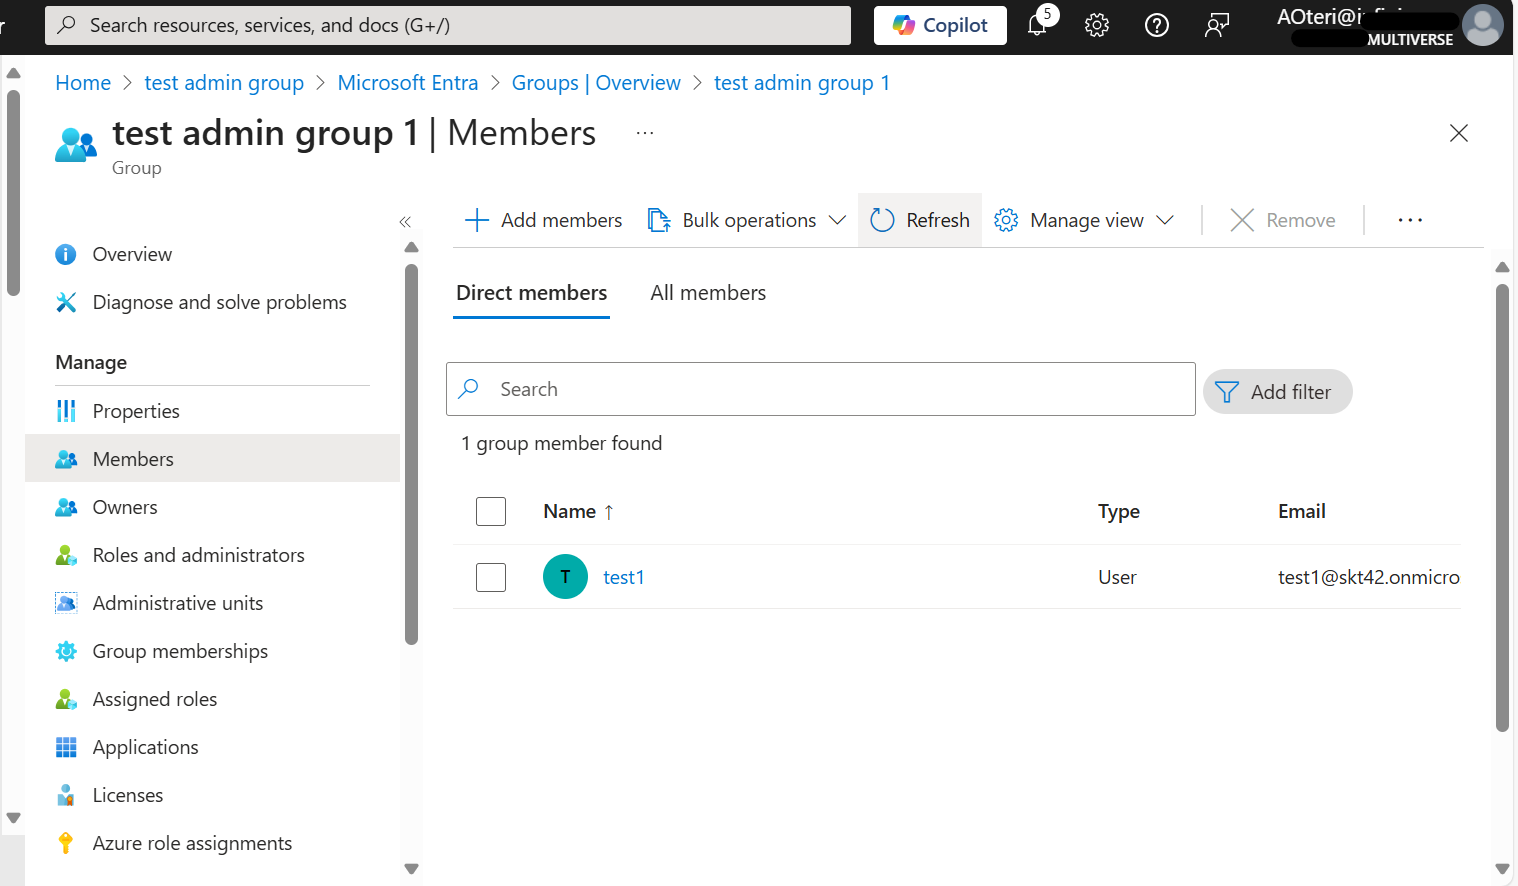 Search resources, services, and docs (G+/)
Copilot
5
AOteri@
MULTIVERSE
Home > test admin group > Microsoft Entra > Groups | Overview > test admin group 1
test admin group 1 | Members ...
Group
Add members
Bulk operations
Refresh
Manage view
Remove
Overview
Diagnose and solve problems
Manage
Properties
Members
Owners
Roles and administrators
Administrative units
Group memberships
Assigned roles
Applications
Licenses
Azure role assignments
Direct members
All members
Search
Add filter
1 group member found
Name ↑ Type Email
T test1 User test1@skt42.onmicro